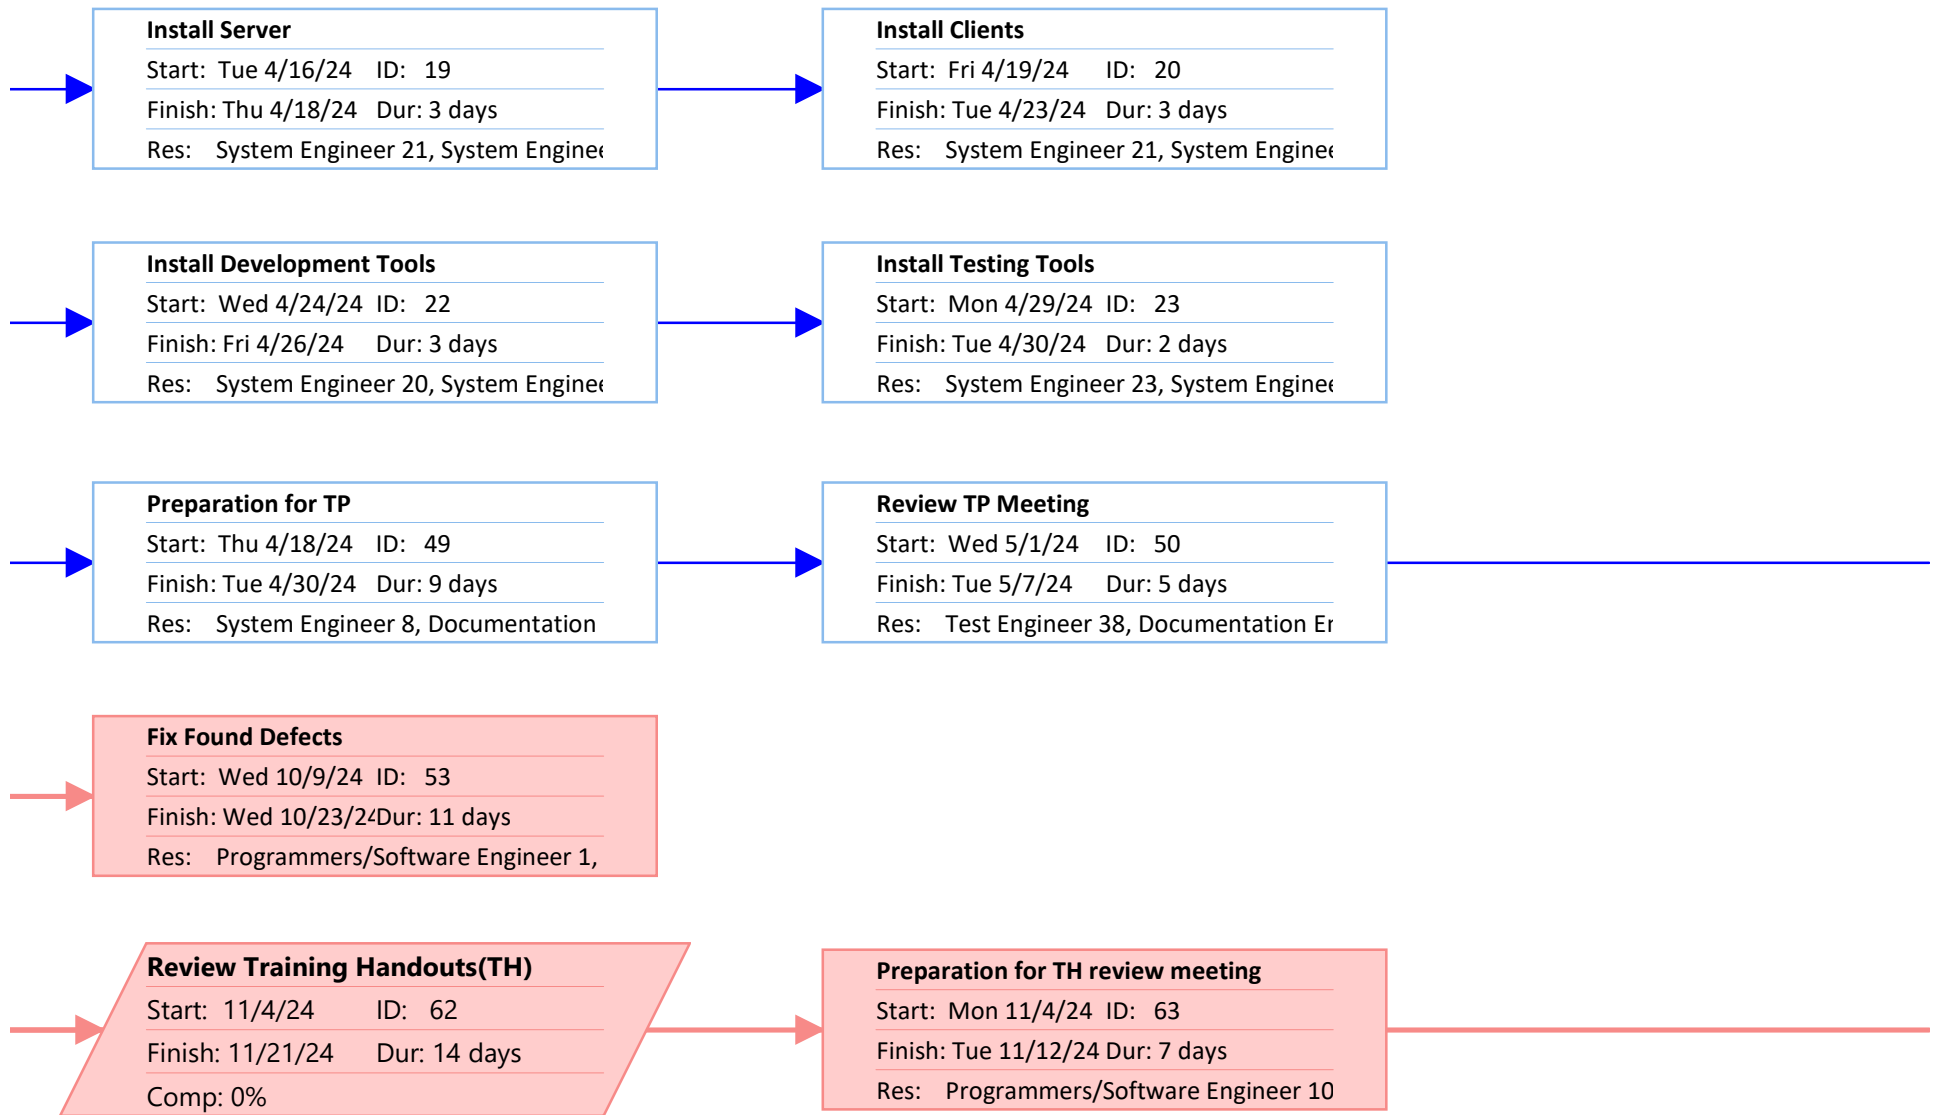 Install Server
Start: Tue 4/16/24 ID: 19
Finish: Thu 4/18/24 Dur: 3 days
Res: System Engineer 21, System Enginee
Install Clients
Start: Fri 4/19/24 ID: 20
Finish: Tue 4/23/24 Dur: 3 days
Res: System Engineer 21, System Enginee
Install Development Tools
Start: Wed 4/24/24 ID: 22
Finish: Fri 4/26/24 Dur: 3 days
Res: System Engineer 20, System Enginee
Install Testing Tools
Start: Mon 4/29/24 ID: 23
Finish: Tue 4/30/24 Dur: 2 days
Res: System Engineer 23, System Enginee
Preparation for TP
Start: Thu 4/18/24 ID: 49
Finish: Tue 4/30/24 Dur: 9 days
Res: System Engineer 8, Documentation
Review TP Meeting
Start: Wed 5/1/24 ID: 50
Finish: Tue 5/7/24 Dur: 5 days
Res: Test Engineer 38, Documentation Er
Fix Found Defects
Start: Wed 10/9/24 ID: 53
Finish: Wed 10/23/24 Dur: 11 days
Res: Programmers/Software Engineer 1,
Review Training Handouts(TH)
Start: 11/4/24 ID: 62
Finish: 11/21/24 Dur: 14 days
Comp: 0%
Preparation for TH review meeting
Start: Mon 11/4/24 ID: 63
Finish: Tue 11/12/24 Dur: 7 days
Res: Programmers/Software Engineer 10